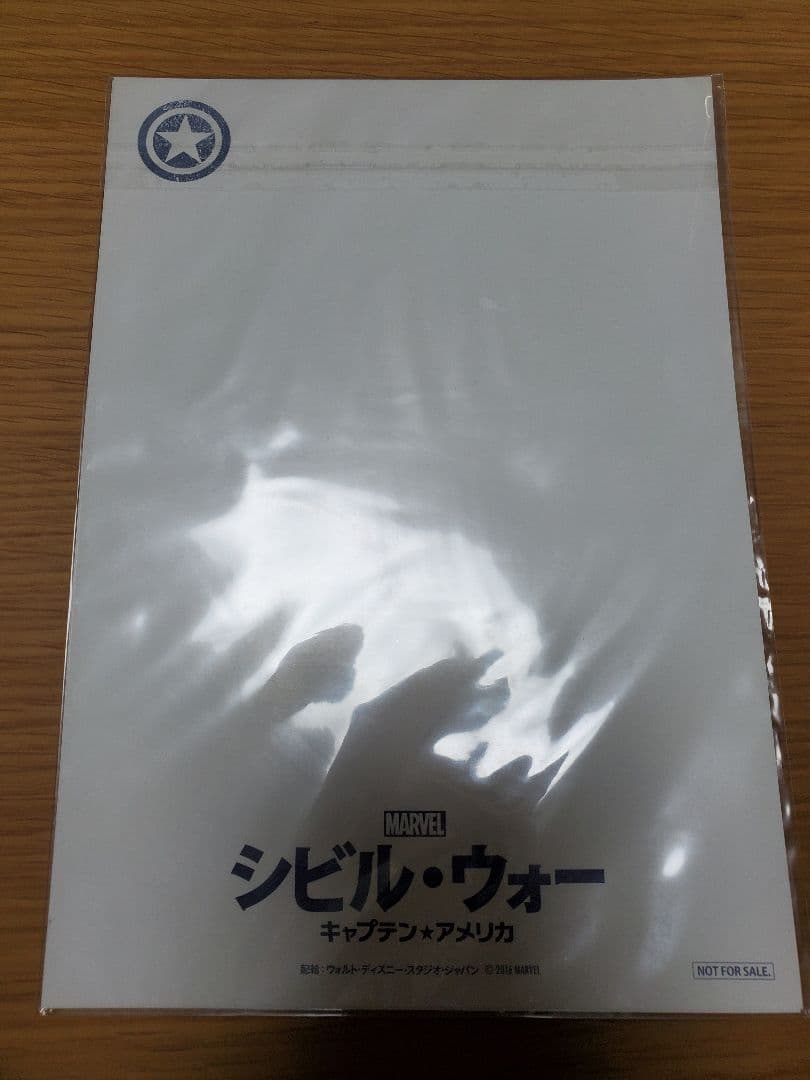 MARVEL
シビル・ウォー
キャプテン★アメリカ
配給：ウォルト・ディズニー・スタジオ・ジャパン ©2016 MARVEL
NOT FOR SALE.